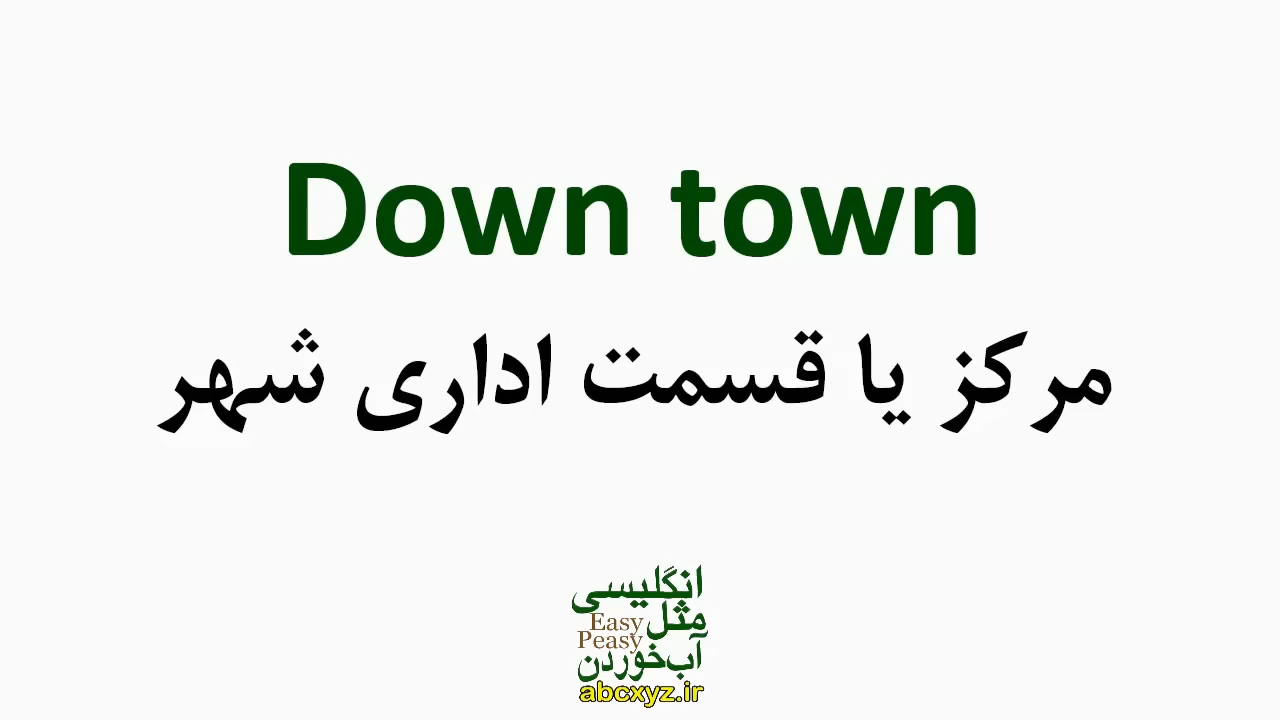 Down town
مرکز یا قسمت اداری شهر
انگلیسی
مثل Easy
Peasy
آب خوردن
abcxyz.ir